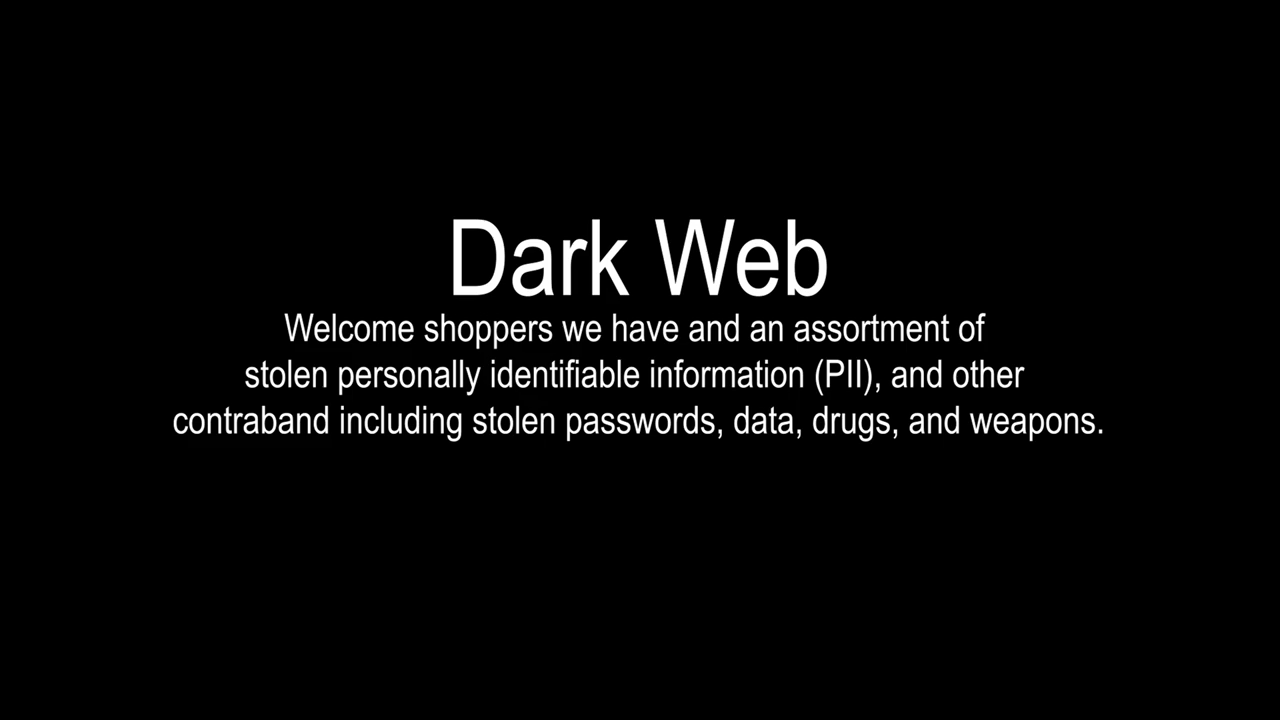 Dark Web
Welcome shoppers we have and an assortment of
stolen personally identifiable information (PII), and other
contraband including stolen passwords, data, drugs, and weapons.